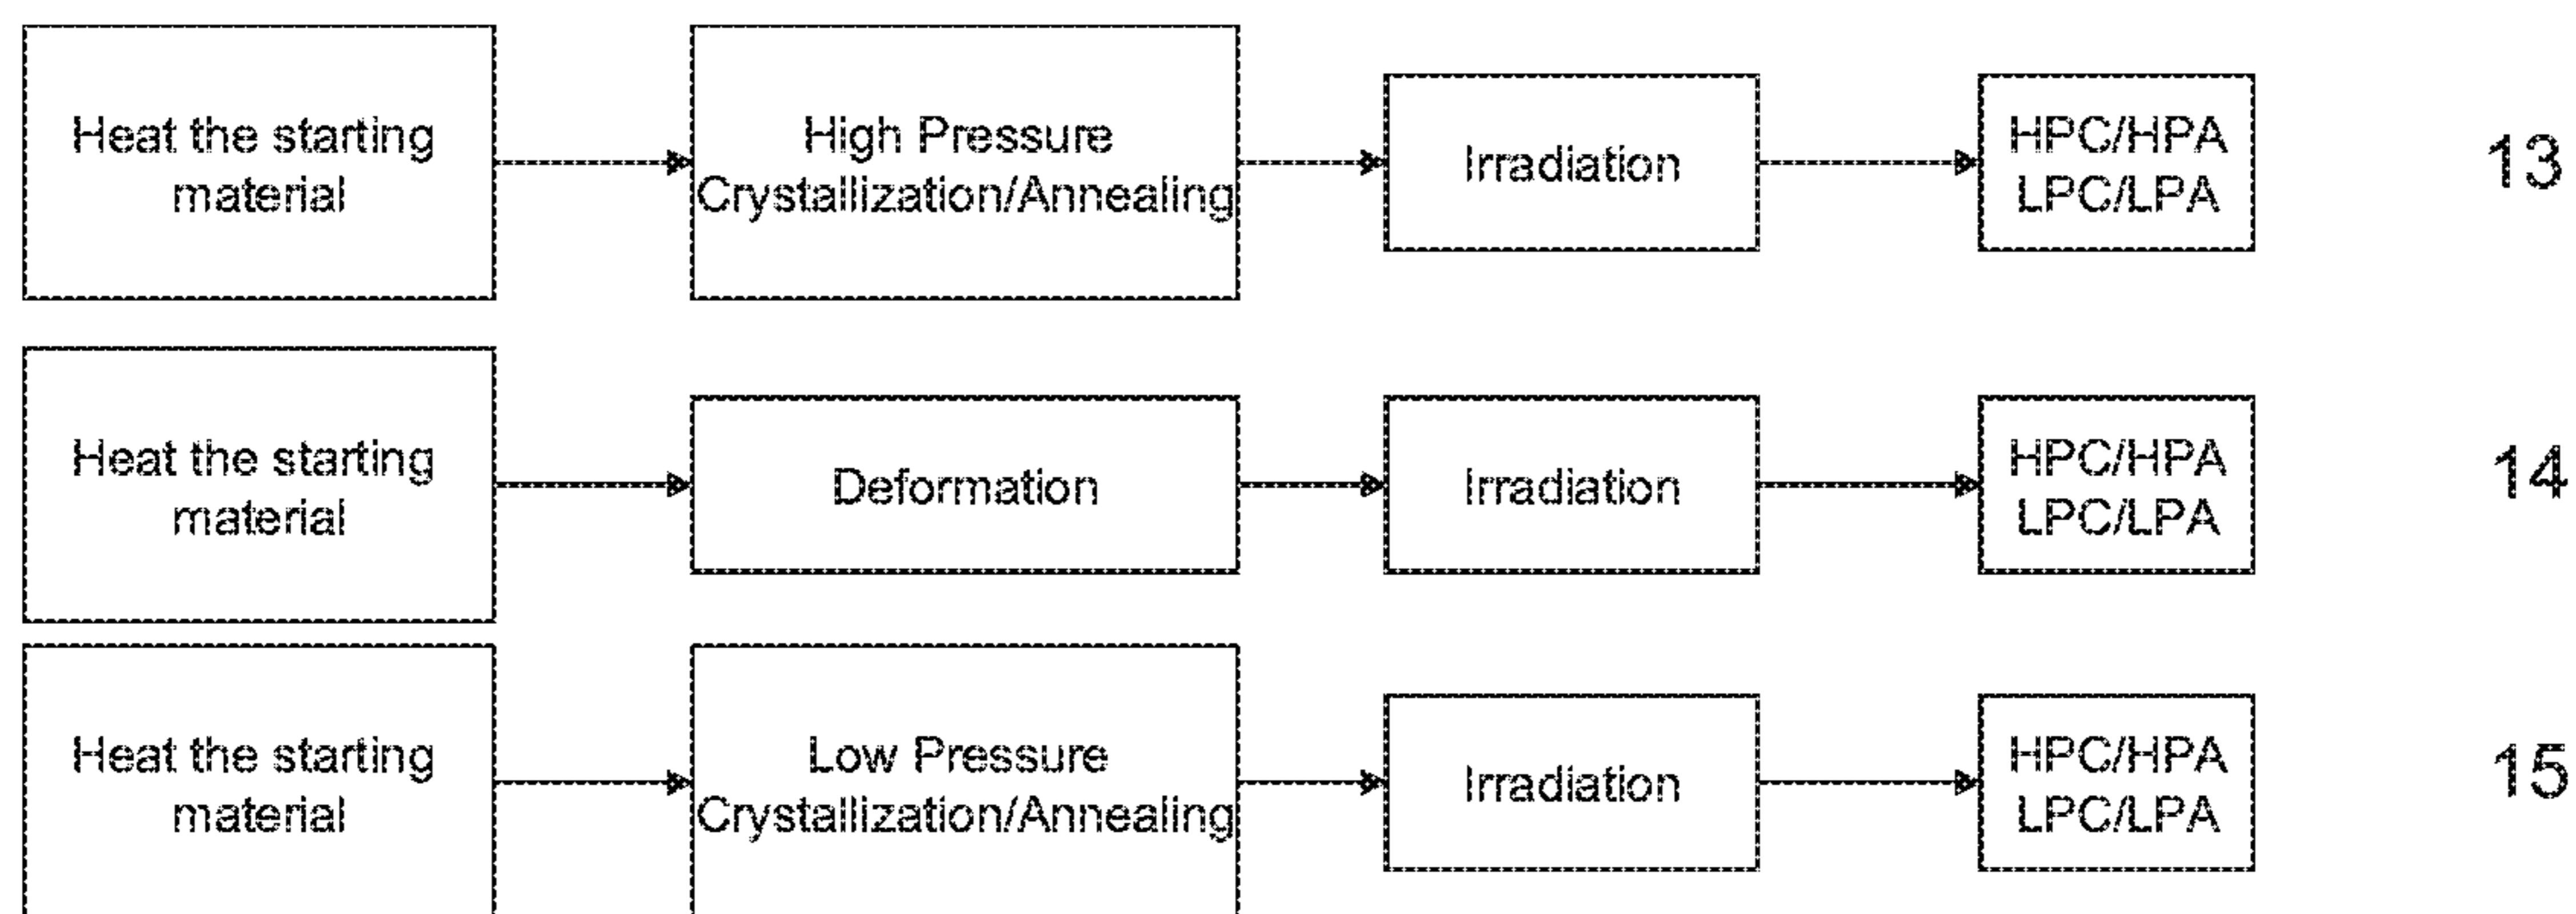 Heat the starting
material
High Pressure
Crystallization/Annealing
Irradiation
HPC/HPA
LPC/LPA
13
Heat the starting
material
Deformation
Irradiation
HPC/HPA
LPC/LPA
14
Heat the starting
material
Low Pressure
Crystallization/Annealing
Irradiation
HPC/HPA
LPC/LPA
15